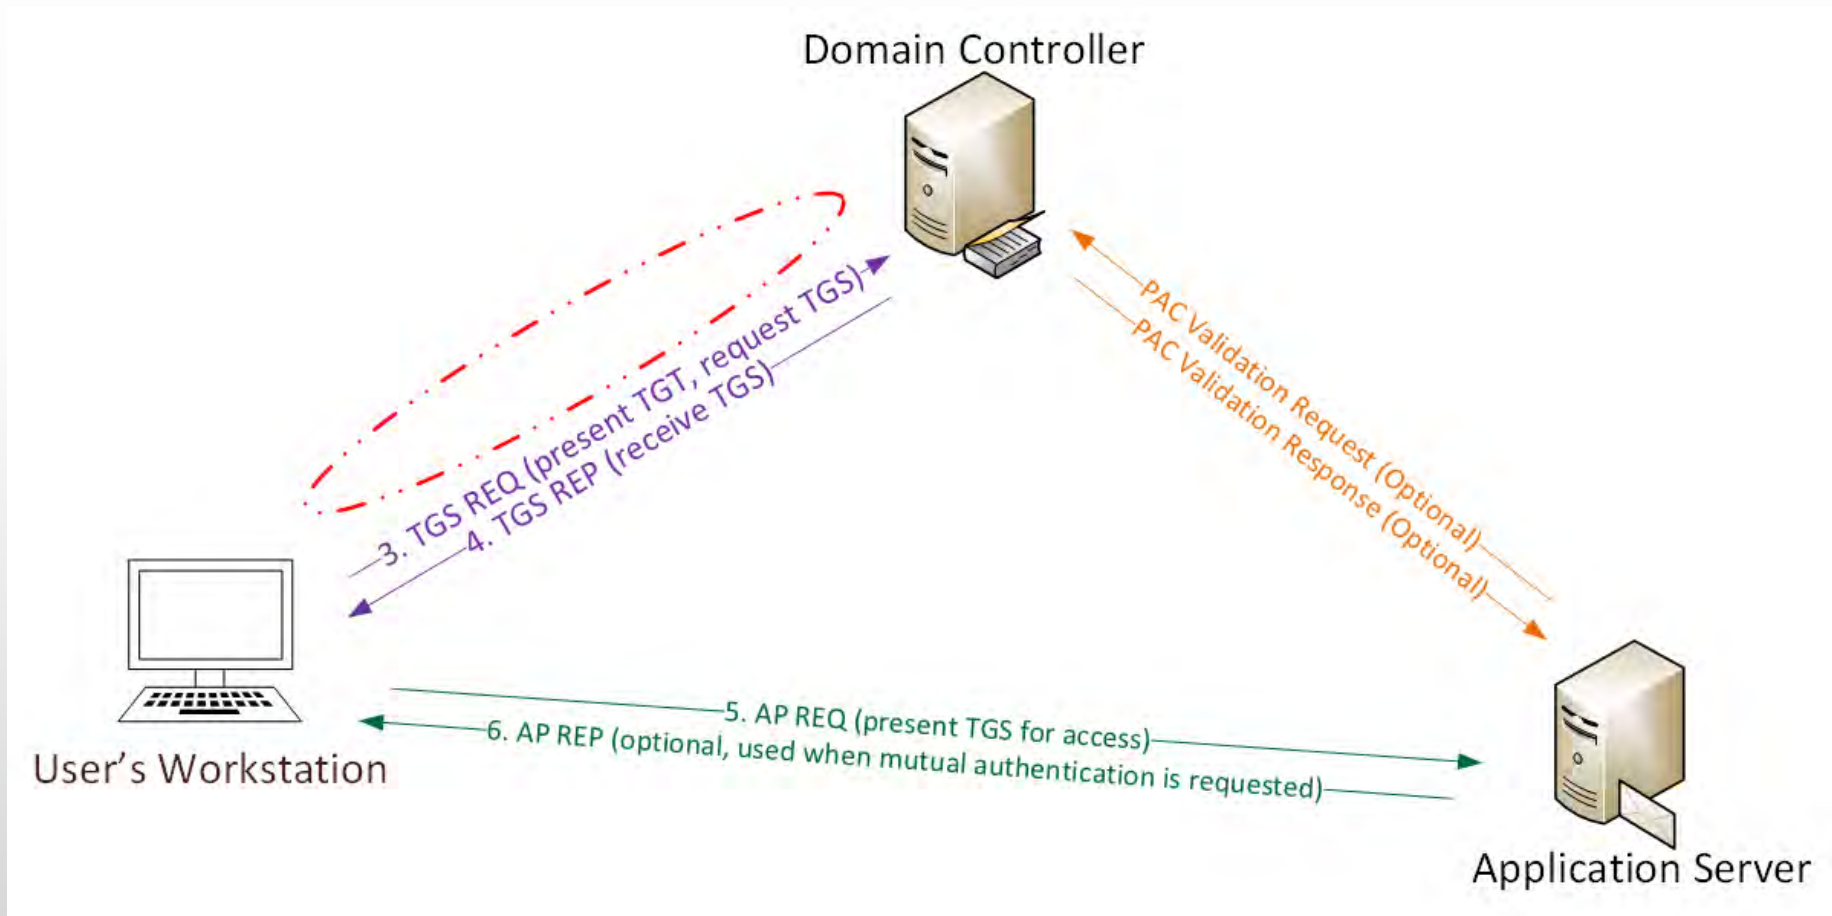 Domain Controller
3. TGS REQ (present TGT, request TGS)
4. TGS REP (receive TGS)
PAC Validation Request (Optional)
PAC Validation Response (Optional)
5. AP REQ (present TGS for access)
6. AP REP (optional, used when mutual authentication is requested)
User's Workstation
Application Server